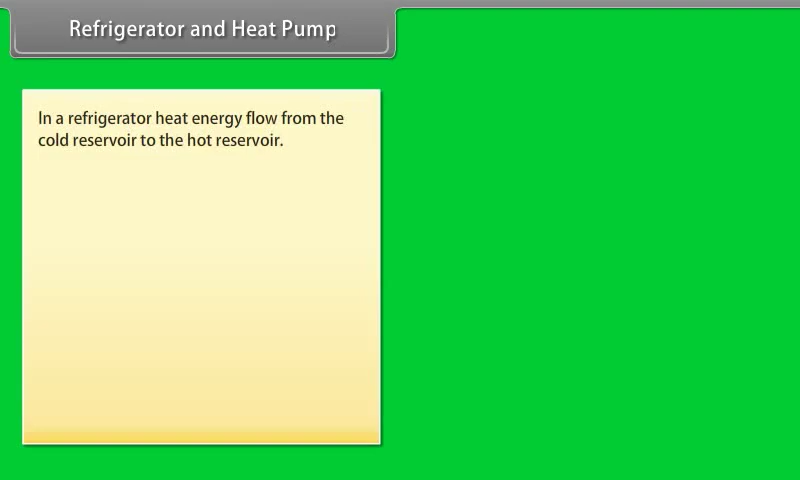 Refrigerator and Heat Pump
In a refrigerator heat energy flow from the
cold reservoir to the hot reservoir.